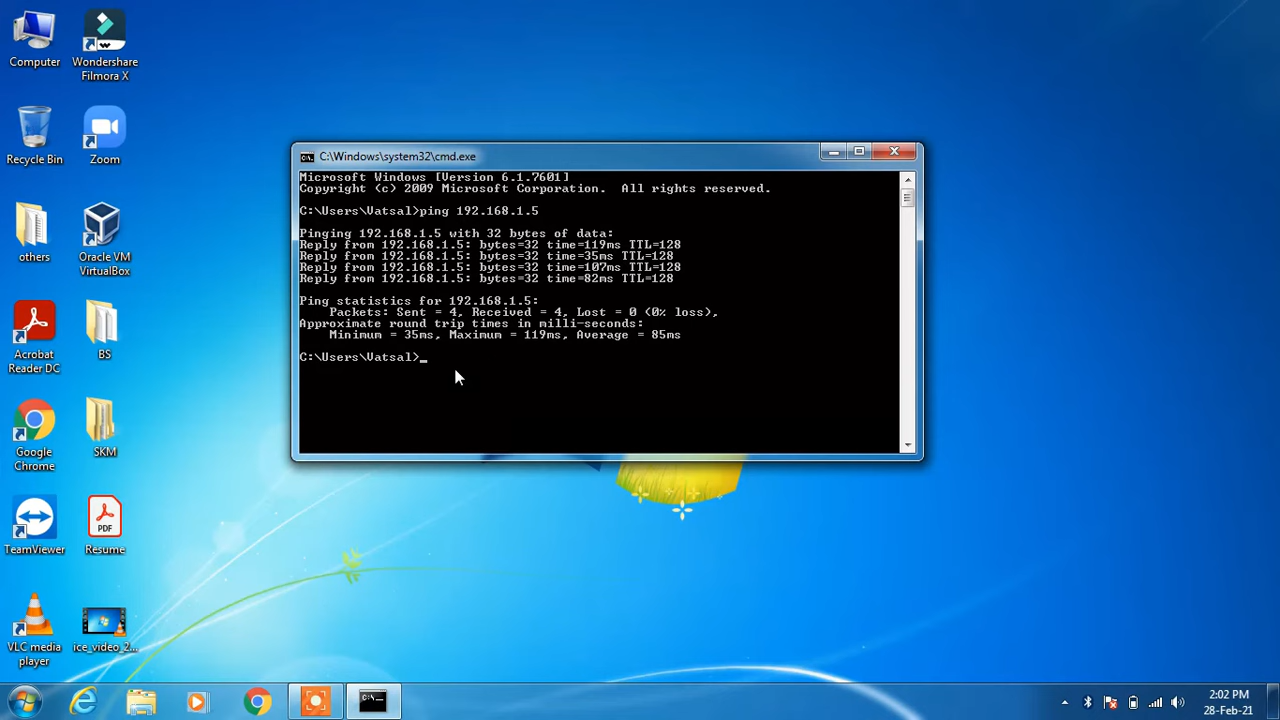 Computer
Wondershare
Filmora X
Recycle Bin
Zoom
others
Oracle VM
VirtualBox
Acrobat
Reader DC
BS
Google
Chrome
SKM
TeamViewer
PDF
Resume
VLC media
player
ice_video_2...
C:\Windows\system32\cmd.exe
Microsoft Windows [Version 6.1.7601]
Copyright (c) 2009 Microsoft Corporation.  All rights reserved.
C:\Users\Vatsal>ping 192.168.1.5
Pinging 192.168.1.5 with 32 bytes of data:
Reply from 192.168.1.5: bytes=32 time=119ms TTL=128
Reply from 192.168.1.5: bytes=32 time=35ms TTL=128
Reply from 192.168.1.5: bytes=32 time=107ms TTL=128
Reply from 192.168.1.5: bytes=32 time=82ms TTL=128
Ping statistics for 192.168.1.5:
    Packets: Sent = 4, Received = 4, Lost = 0 (0% loss),
Approximate round trip times in milli-seconds:
    Minimum = 35ms, Maximum = 119ms, Average = 85ms
C:\Users\Vatsal>_
2:02 PM
28-Feb-21